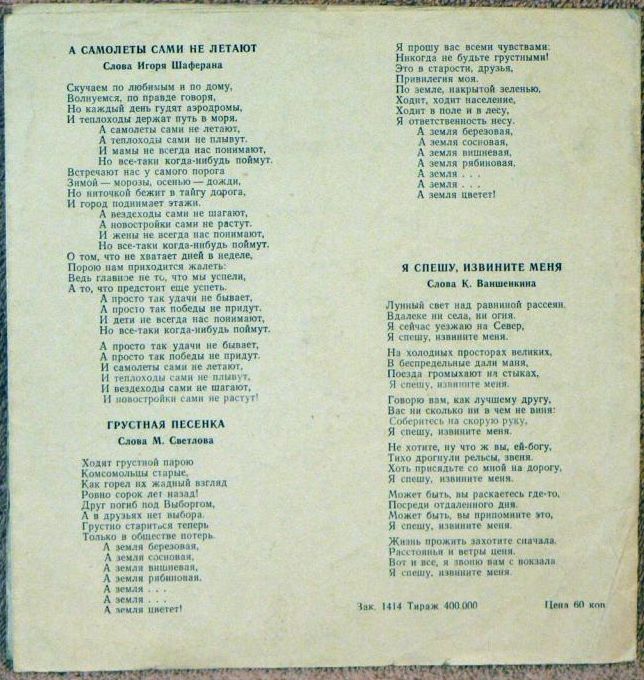 А САМОЛЕТЫ САМИ НЕ ЛЕТАЮТ
Слова Игоря Шаферана
Скучаем по любимым и по дому,
Волнуемся, по правде говоря,
Но каждый день гудят аэродромы,
И теплоходы держат путь в моря.
А самолеты сами не летают,
А теплоходы сами не плывут.
И мамы не всегда нас понимают,
Но все-таки когда-нибудь поймут.
Встречают нас у самого порога
Зимой — морозы, осенью — дожди,
Но ниточкой бежит в тайгу дорога,
И город поднимает этажи.
А вездеходы сами не шагают,
А новостройки сами не растут.
И жены не всегда нас понимают,
Но все-таки когда-нибудь поймут.
О том, что не хватает дней в неделе,
Порою нам приходится жалеть:
Ведь главное не то, что мы успели,
А то, что предстоит еще успеть.
А просто так удачи не бывает,
А просто так победы не придут.
И дети не всегда нас понимают,
Но все-таки когда-нибудь поймут.
А просто так удачи не бывает,
А просто так победы не придут.
И самолеты сами не летают,
И теплоходы сами не плывут,
И вездеходы сами не шагают,
И новостройки сами не растут!
ГРУСТНАЯ ПЕСЕНКА
Слова М. Светлова
Ходят грустной парою
Комсомольцы старые,
Как горел их жадный взгляд
Ровно сорок лет назад!
Друг погиб под Выборгом,
А в друзьях нет выбора.
Грустно стариться теперь
Только в обществе потерь.
А земля березовая,
А земля сосновая,
А земля вишневая,
А земля рябиновая,
А земля . . .
А земля . . .
А земля цветет!
Я прошу вас всеми чувствами:
Никогда не будьте грустными!
Это в старости, друзья,
Привилегия моя.
По земле, накрытой зеленью,
Ходит, ходит население,
Ходит в поле и в лесу,
Я ответственность несу.
А земля березовая,
А земля сосновая,
А земля вишневая,
А земля рябиновая,
А земля . . .
А земля . . .
А земля цветет!
Я СПЕШУ, ИЗВИНИТЕ МЕНЯ
Слова К. Ваншенкина
Лунный свет над равниной рассеян,
Вдалеке ни села, ни огня.
Я сейчас уезжаю на Север,
Я спешу, извините меня.
На холодных просторах великих,
В беспредельные дали маня,
Поезда громыхают на стыках,
Я спешу, извините меня.
Говорю вам, как лучшему другу,
Вас ни сколько ни в чем не виня:
Соберитесь на скорую руку,
Я спешу, извините меня.
Не хотите, ну что ж вы, ей-богу,
Тихо дрогнули рельсы, звеня.
Хоть присядьте со мной на дорогу,
Я спешу, извините меня.
Может быть, вы раскаетесь где-то,
Посреди отдаленного дня.
Может быть, вы припомните это,
Я спешу, извините меня.
Жизнь прожить захотите сначала.
Расстоянья и ветры ценя.
Вот и все, я звоню вам с вокзала
Я спешу, извините меня.
Зак. 1414 Тираж 400.000 Цена 60 коп